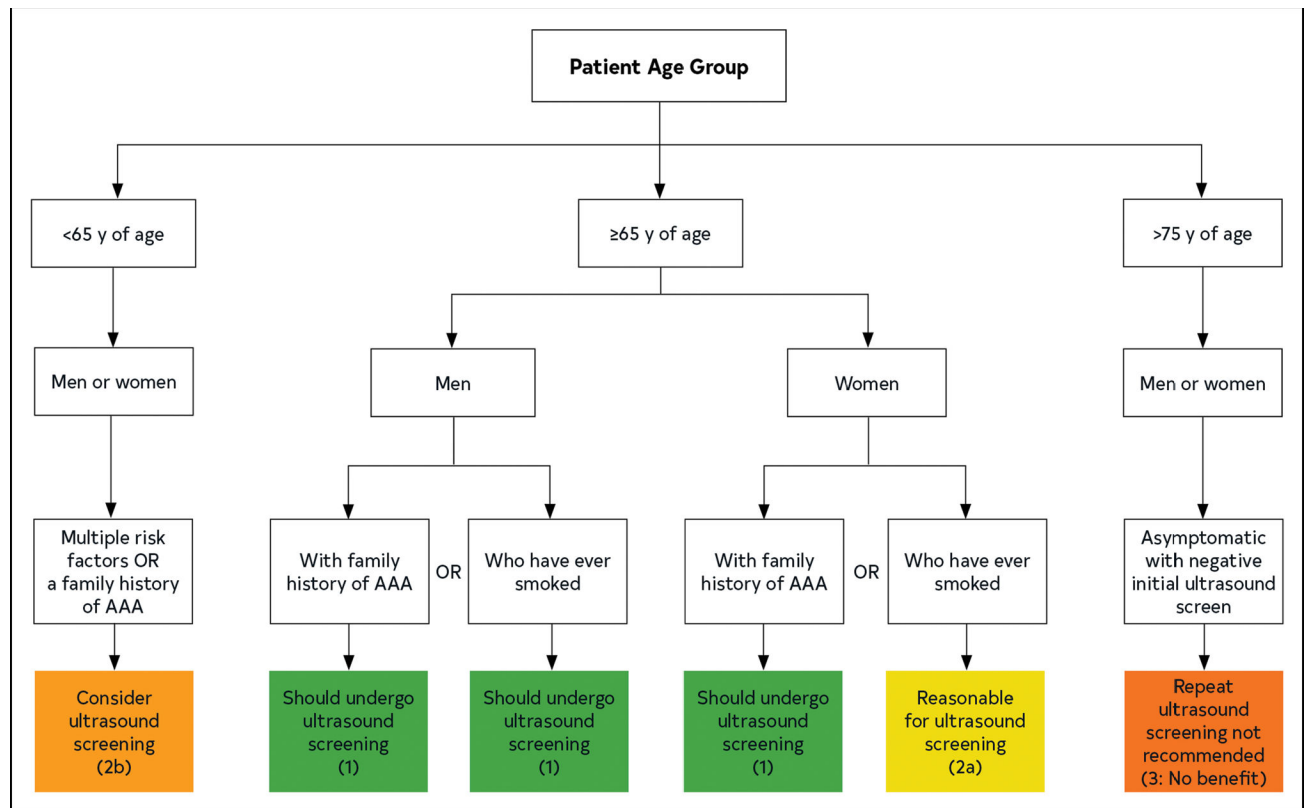 Patient Age Group
<65 y of age
≥65 y of age
>75 y of age
Men or women
Men
Women
Men or women
Multiple risk
factors OR
a family history
of AAA
With family
history of AAA
OR
Who have ever
smoked
With family
history of AAA
OR
Who have ever
smoked
Asymptomatic
with negative
initial ultrasound
screen
Consider
ultrasound
screening
(2b)
Should undergo
ultrasound
screening
(1)
Should undergo
ultrasound
screening
(1)
Should undergo
ultrasound
screening
(1)
Reasonable
for ultrasound
screening
(2a)
Repeat
ultrasound
screening not
recommended
(3: No benefit)